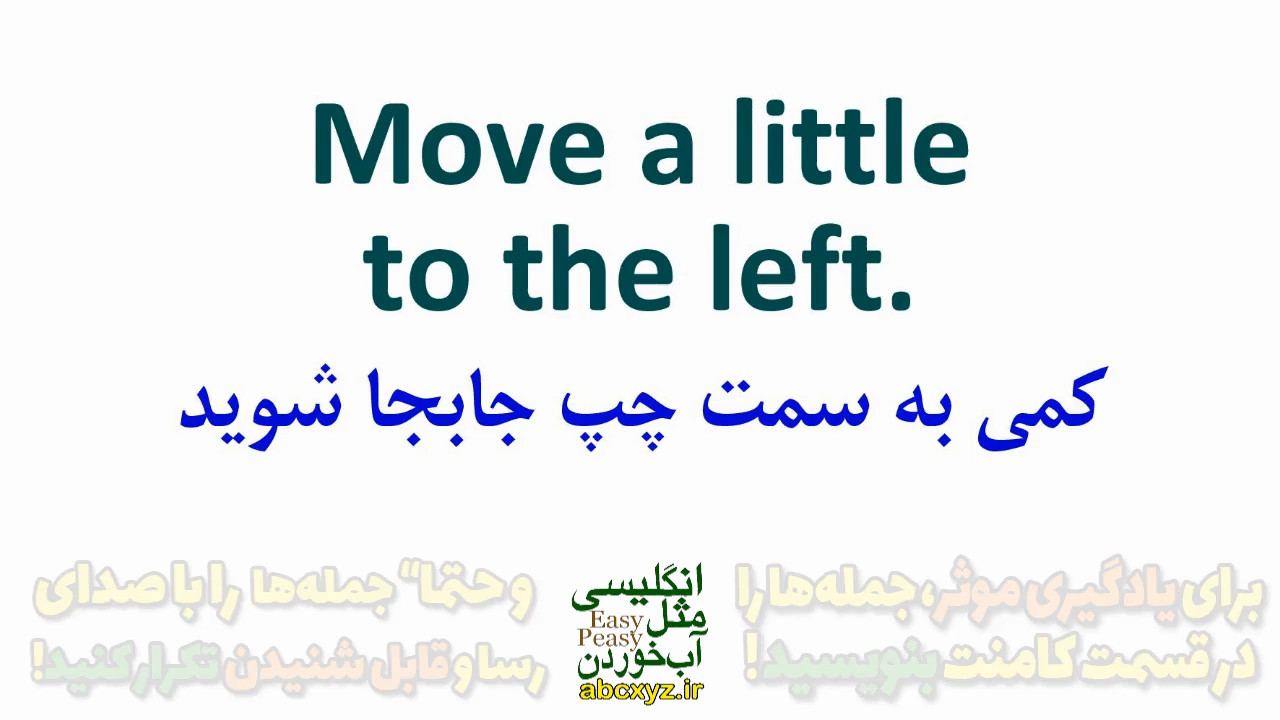 Move a little
to the left.
کمی به سمت چپ جابجا شوید
برای یادگیری موثر، جمله‌ها را
در قسمت کامنت بنویسید!
انگلیسی
مثل
Easy
Peasy
آب‌خوردن
abcxyz.ir
و حتما“ جمله‌ها را با صدای
رسا و قابل شنیدن تکرار کنید!